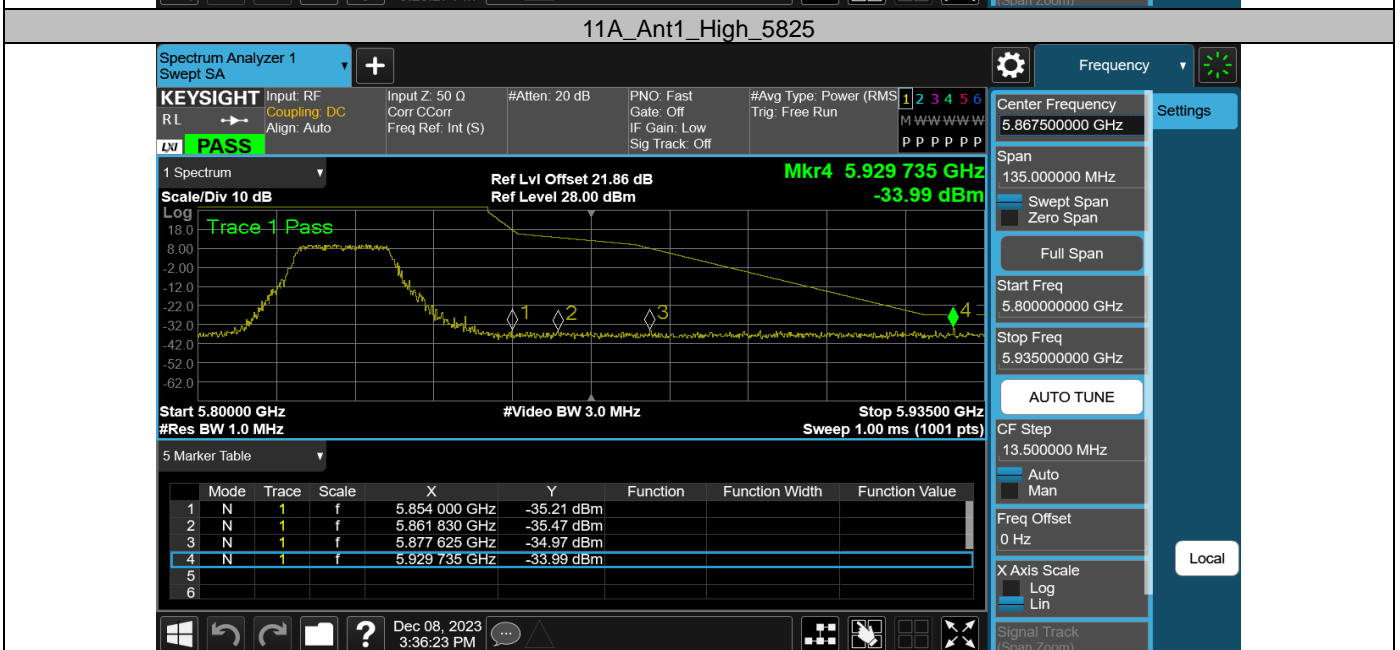 (Span Zoom)
11A_Ant1_High_5825
Spectrum Analyzer 1
Swept SA
Frequency
KEYSIGHT Input: RF Input Z: 50 Ω #Atten: 20 dB PNO: Fast #Avg Type: Power (RMS 1 2 3 4 5 6
R L Coupling: DC Corr CCorr Gate: Off Trig: Free Run M W W W W W
Align: Auto Freq Ref: Int (S) IF Gain: Low
LXI PASS Sig Track: Off P P P P P P
Center Frequency
5.867500000 GHz
Settings
1 Spectrum
Ref Lvl Offset 21.86 dB
Mkr4 5.929 735 GHz
Scale/Div 10 dB Ref Level 28.00 dBm -33.99 dBm
Log
Trace 1 Pass
18.0
8.00
-2.00
-12.0
-22.0
-32.0
-42.0
-52.0
-62.0
1 2 3 4
Start 5.80000 GHz #Video BW 3.0 MHz Stop 5.93500 GHz
#Res BW 1.0 MHz Sweep 1.00 ms (1001 pts)
Span
135.000000 MHz
Swept Span
Zero Span
Full Span
Start Freq
5.800000000 GHz
Stop Freq
5.935000000 GHz
AUTO TUNE
CF Step
13.500000 MHz
Auto
Man
Freq Offset
0 Hz
X Axis Scale
Log
Lin
Signal Track
(Span Zoom)
Local
5 Marker Table
Mode Trace Scale X Y Function Function Width Function Value
1 N 1 f 5.854 000 GHz -35.21 dBm
2 N 1 f 5.861 830 GHz -35.47 dBm
3 N 1 f 5.877 625 GHz -34.97 dBm
4 N 1 f 5.929 735 GHz -33.99 dBm
5
6
?
Dec 08, 2023
3:36:23 PM